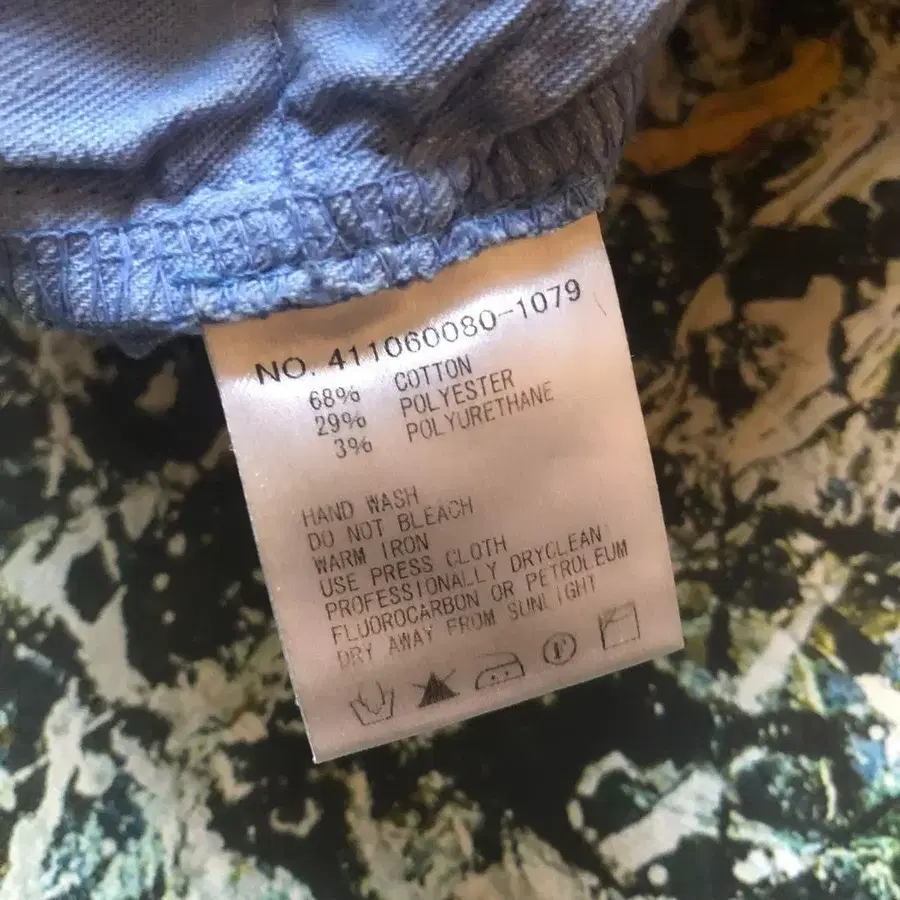 NO. 411060080-1079
68% COTTON
29% POLYESTER
3% POLYURETHANE
HAND WASH
DO NOT BLEACH
WARM IRON
USE PRESS CLOTH
PROFESSIONALLY DRYCLEAN
FLUOROCARBON OR PETROLEUM
DRY AWAY FROM SUNLIGHT
F